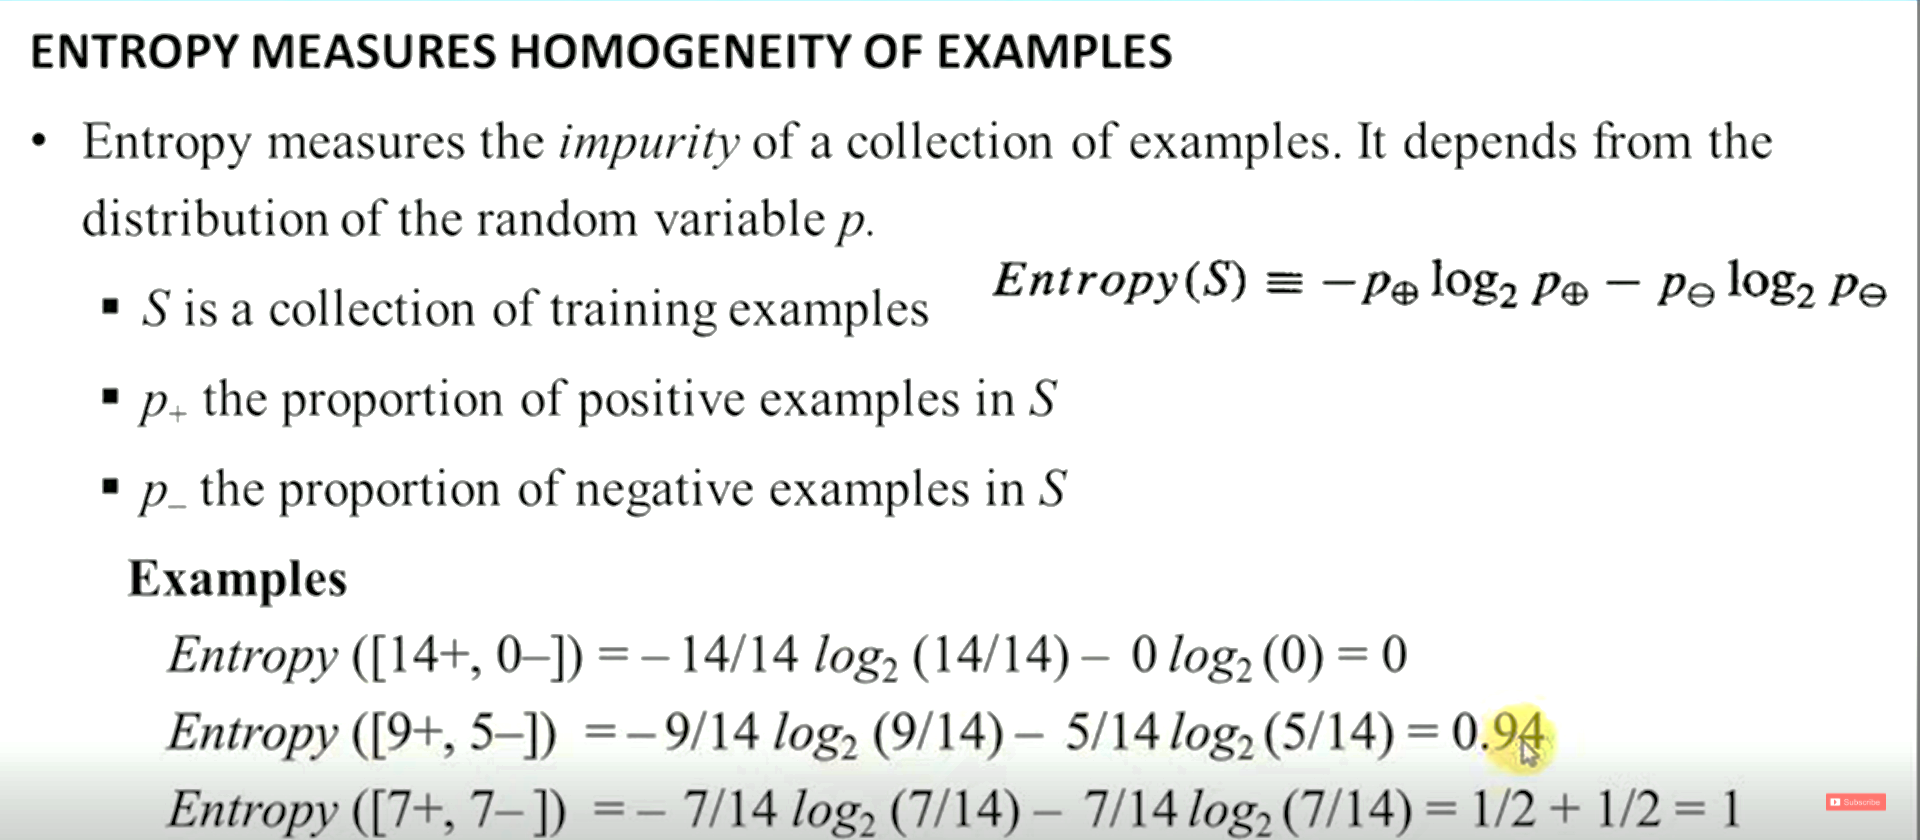 ENTROPY MEASURES HOMOGENEITY OF EXAMPLES
• Entropy measures the impurity of a collection of examples. It depends from the
distribution of the random variable p.
Entropy(S) ≡ −p⊕ log₂ p⊕ − p⊖ log₂ p⊖
▪ S is a collection of training examples
▪ p₊ the proportion of positive examples in S
▪ p₋ the proportion of negative examples in S
Examples
Entropy ([14+, 0–]) = – 14/14 log₂ (14/14) – 0 log₂ (0) = 0
Entropy ([9+, 5–]) = – 9/14 log₂ (9/14) – 5/14 log₂ (5/14) = 0.94
Entropy ([7+, 7– ]) = – 7/14 log₂ (7/14) – 7/14 log₂ (7/14) = 1/2 + 1/2 = 1
Subscribe